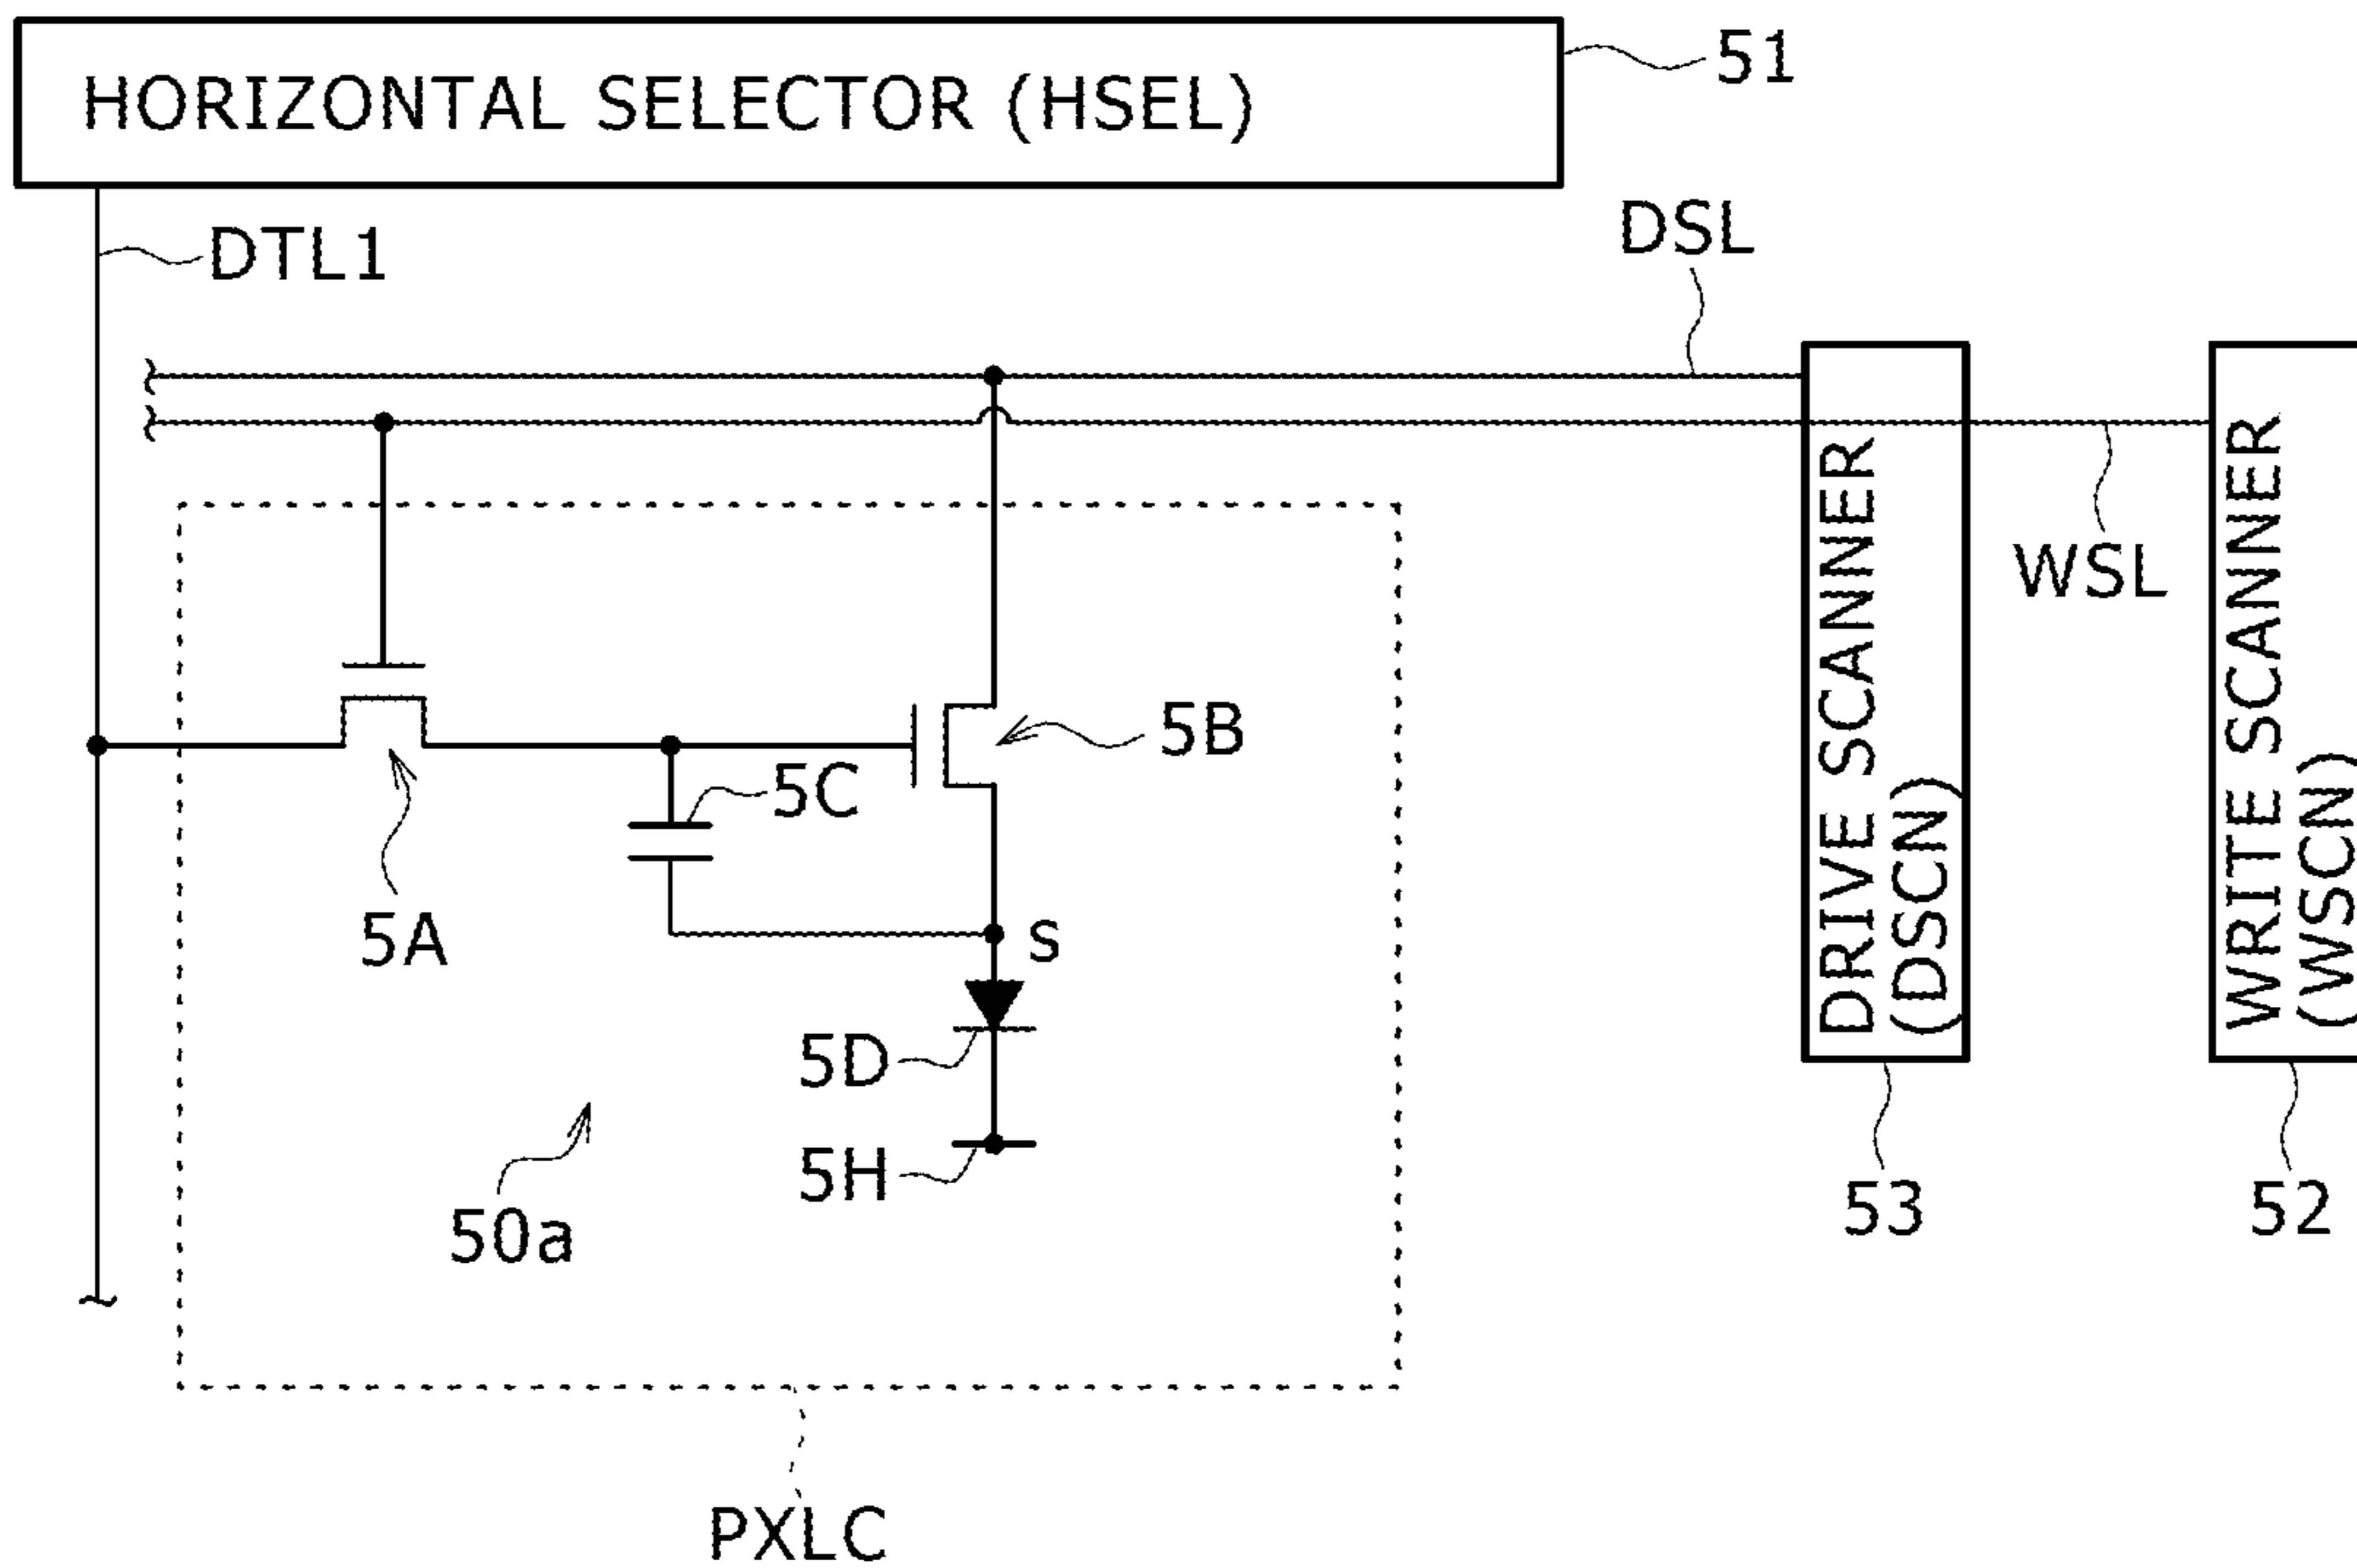 HORIZONTAL SELECTOR (HSEL)
51
DTL1
DSL
WSL
5B
5C
5A
s
5D
5H
50a
DRIVE SCANNER
(DSCN)
WRITE SCANNER
(WSCN)
53
52
PXLC